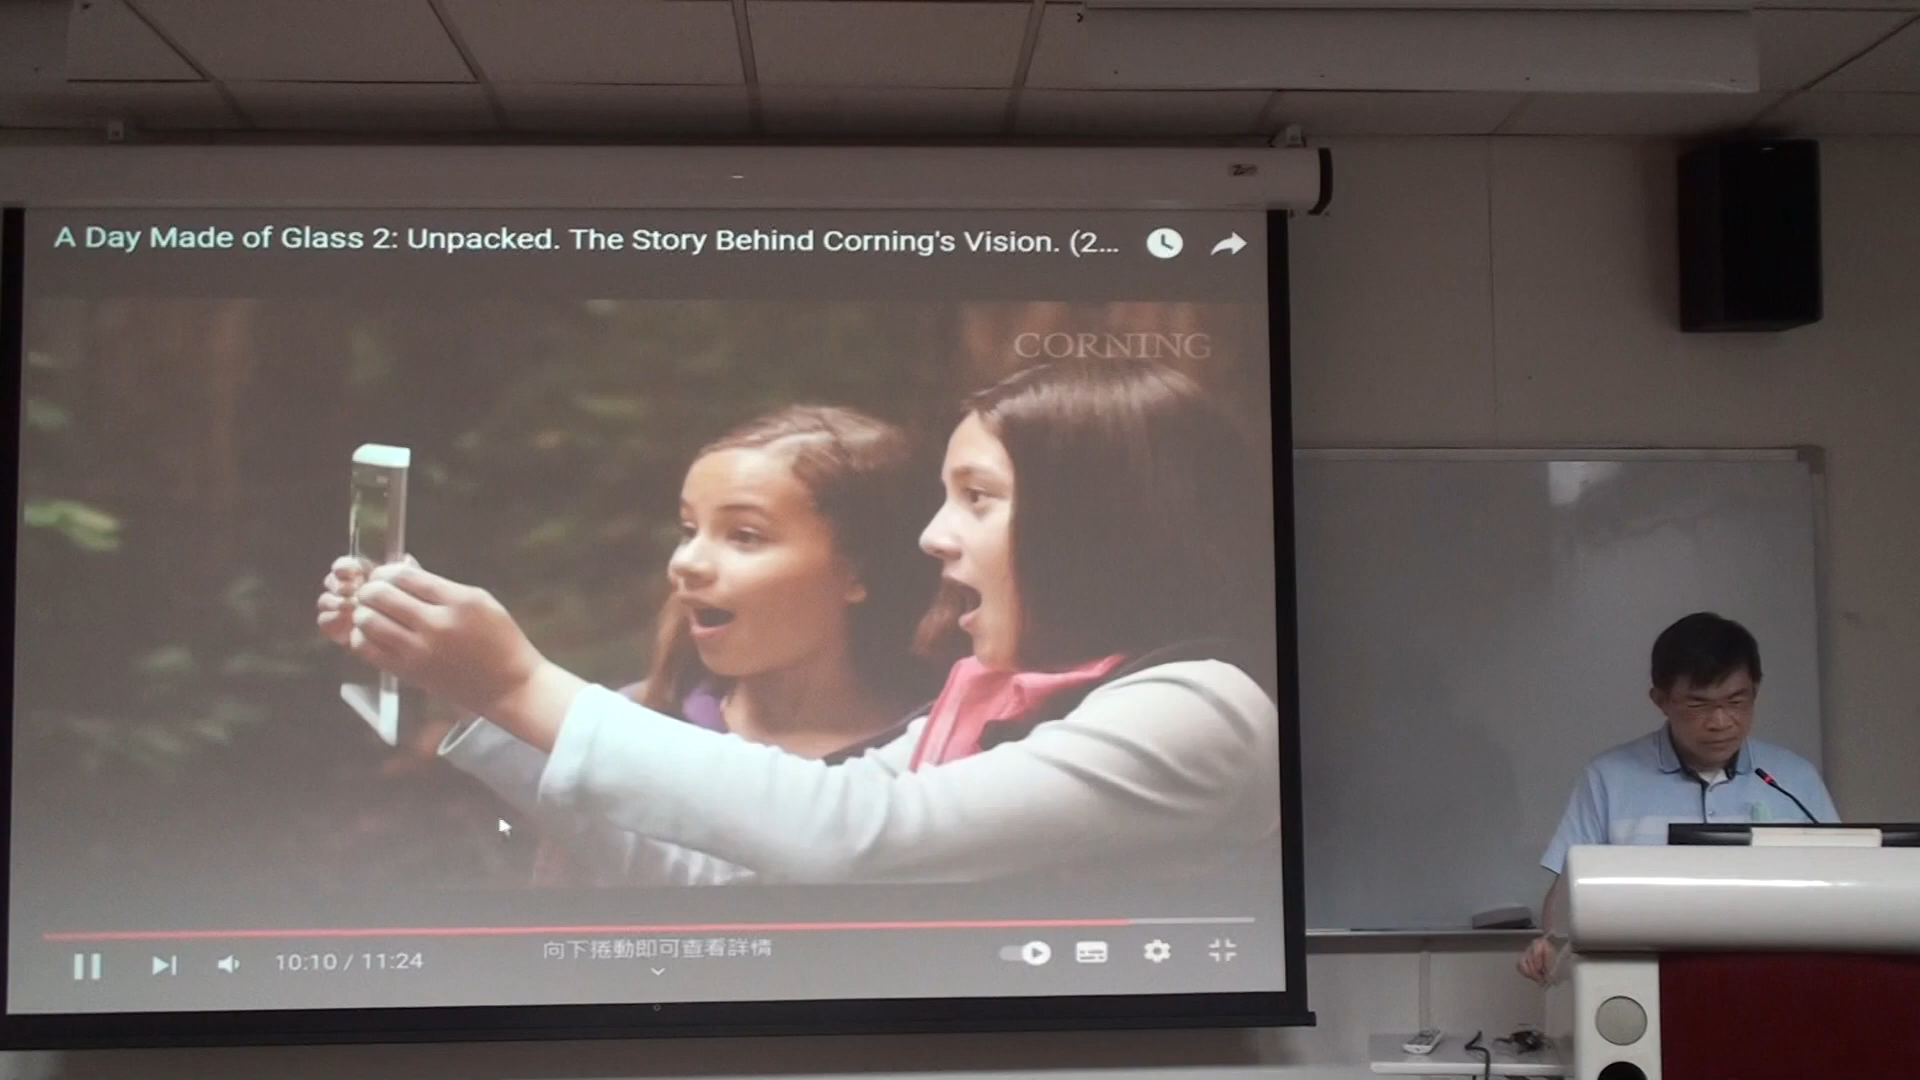 A Day Made of Glass 2: Unpacked. The Story Behind Corning's Vision. (2...
CORNING
10:10 / 11:24
向下捲動即可查看詳情